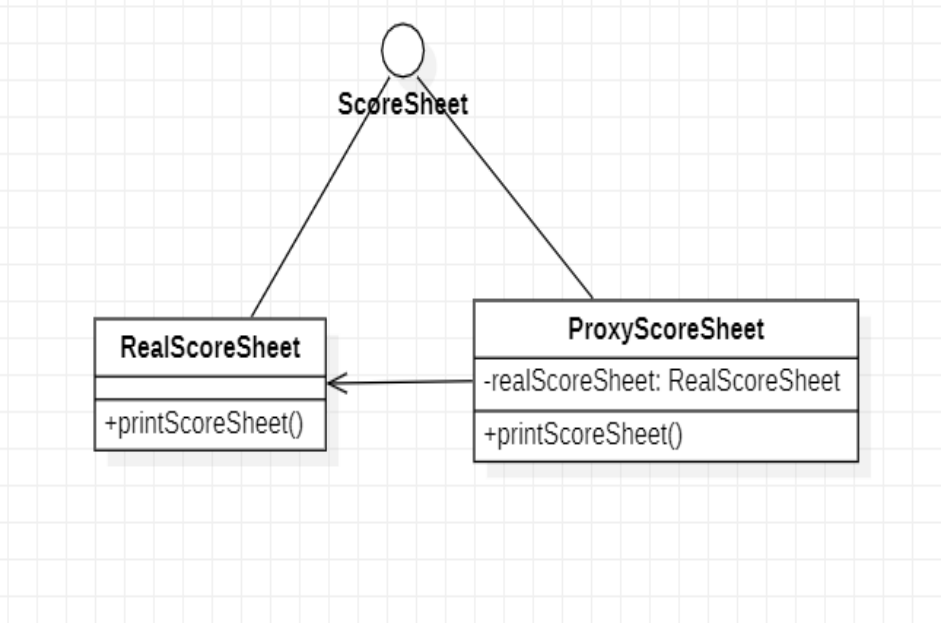 ScoreSheet
RealScoreSheet
+printScoreSheet()
ProxyScoreSheet
-realScoreSheet: RealScoreSheet
+printScoreSheet()